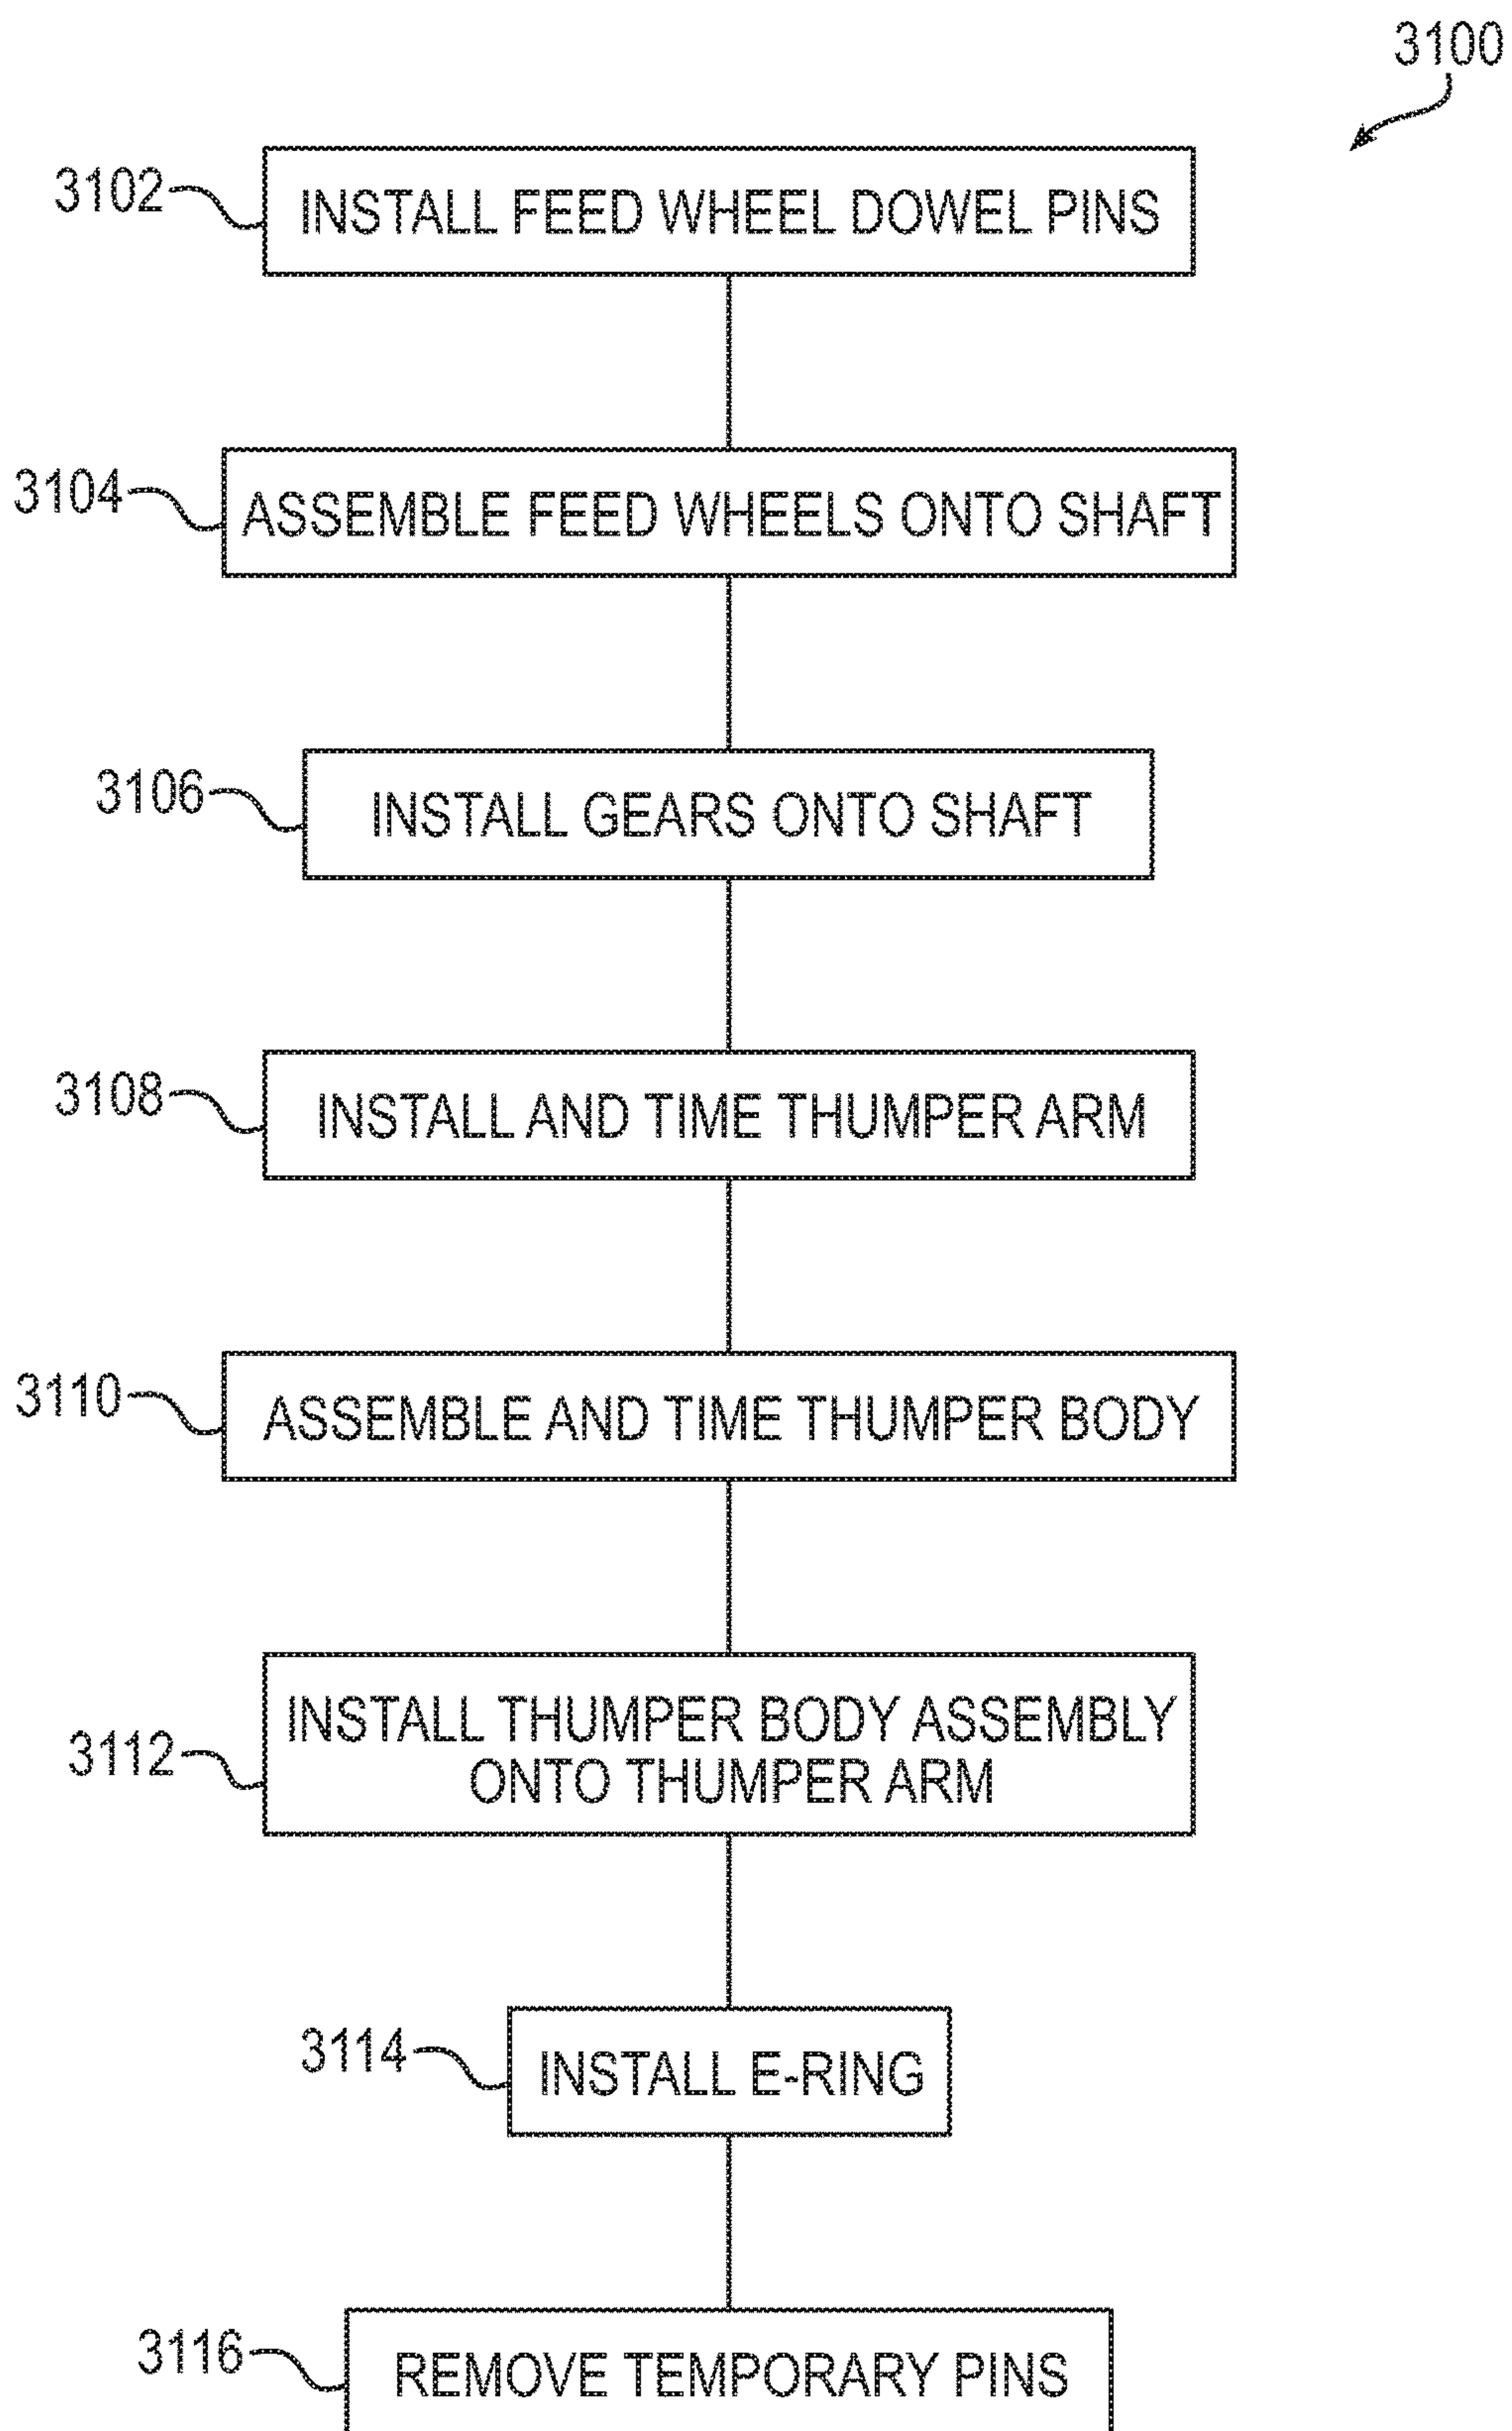 3100
3102
INSTALL FEED WHEEL DOWEL PINS
3104
ASSEMBLE FEED WHEELS ONTO SHAFT
3106
INSTALL GEARS ONTO SHAFT
3108
INSTALL AND TIME THUMPER ARM
3110
ASSEMBLE AND TIME THUMPER BODY
3112
INSTALL THUMPER BODY ASSEMBLY
ONTO THUMPER ARM
3114
INSTALL E-RING
3116
REMOVE TEMPORARY PINS